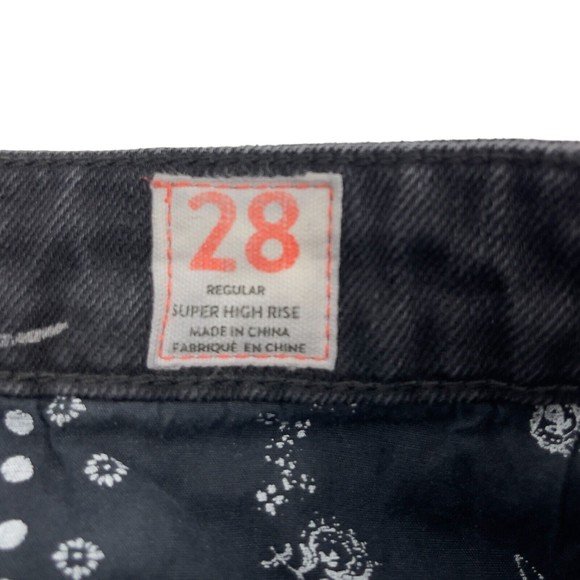 28
REGULAR
SUPER HIGH RISE
MADE IN CHINA
FABRIQUÉ EN CHINE